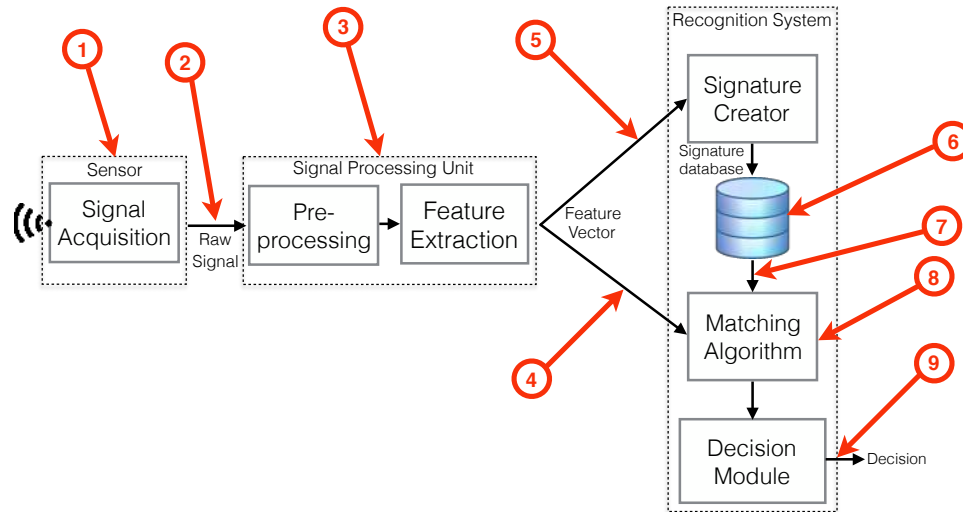 1
2
3
5
Recognition System
Signature
Creator
Signature
database
6
Sensor
Signal
Acquisition
Raw
Signal
Signal Processing Unit
Pre-
processing
Feature
Extraction
Feature
Vector
7
8
4
Matching
Algorithm
9
Decision
Module
Decision